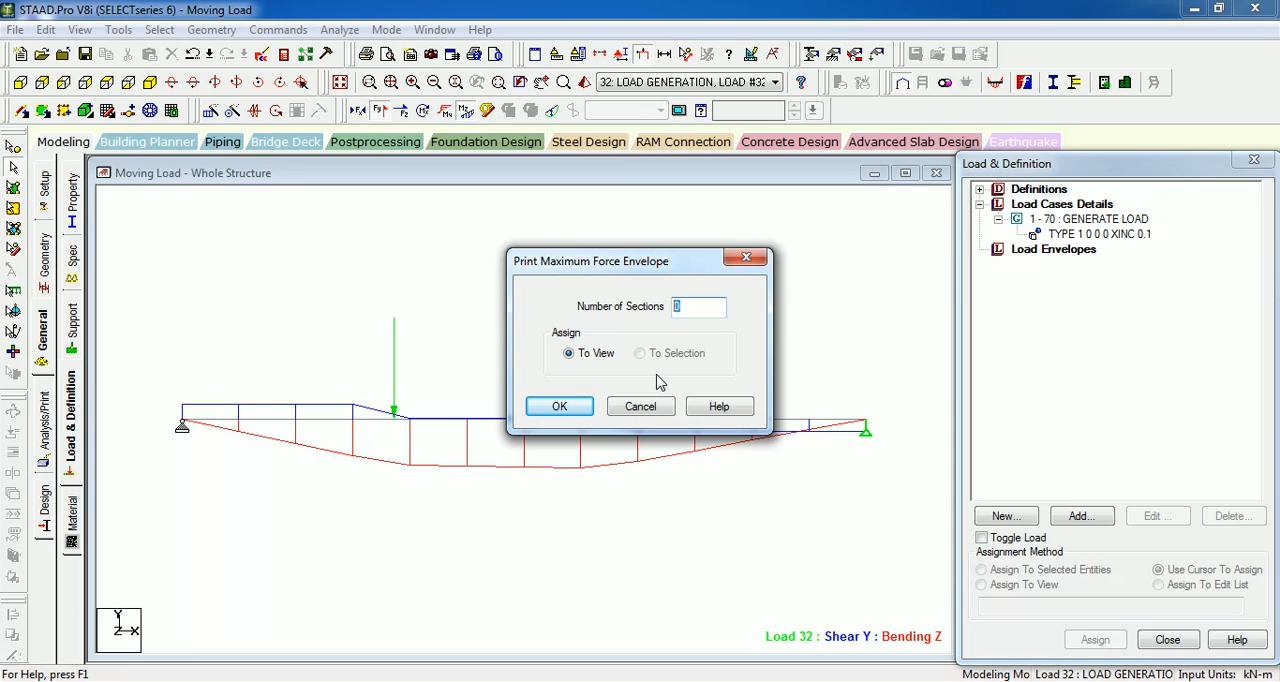 STAAD.Pro V8i (SELECTseries 6) - Moving Load
File Edit View Tools Select Geometry Commands Analyze Mode Window Help
32: LOAD GENERATION, LOAD #32
Modeling Building Planner Piping Bridge Deck Postprocessing Foundation Design Steel Design RAM Connection Concrete Design Advanced Slab Design Earthquake
Setup
Geometry
General
Analysis/Print
Design
Property
Spec
Support
Load & Definition
Material
Moving Load - Whole Structure
Print Maximum Force Envelope
Number of Sections 0
Assign
To View To Selection
OK Cancel Help
Load 32 : Shear Y : Bending Z
Y
Z X
Load & Definition
Definitions
Load Cases Details
1 - 70 : GENERATE LOAD
TYPE 1 0 0 0 XINC 0.1
Load Envelopes
New... Add... Edit ... Delete...
Toggle Load
Assignment Method
Assign To Selected Entities Use Cursor To Assign
Assign To View Assign To Edit List
Assign Close Help
For Help, press F1 Modeling Mo Load 32 : LOAD GENERATIO Input Units: kN-m